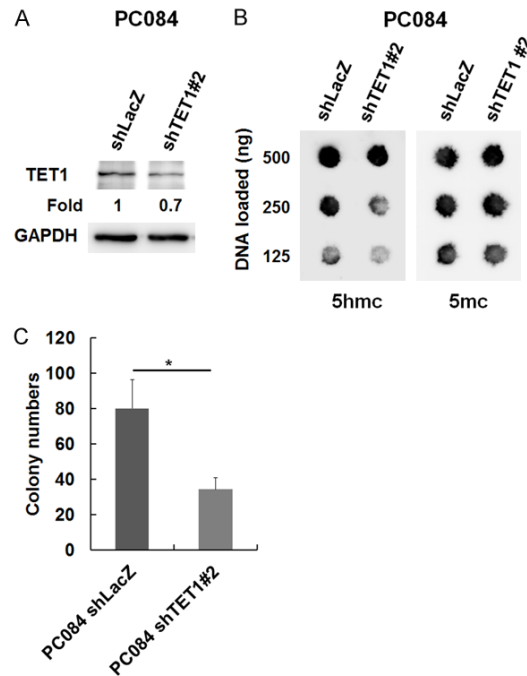 A
PC084
shLacZ
shTET1#2
TET1
Fold 1 0.7
GAPDH
B
PC084
shLacZ
shTET1#2
shLacZ
shTET1 #2
DNA loaded (ng)
500
250
125
5hmc
5mc
C
Colony numbers
120
100
80
60
40
20
0
*
PC084 shLacZ
PC084 shTET1#2